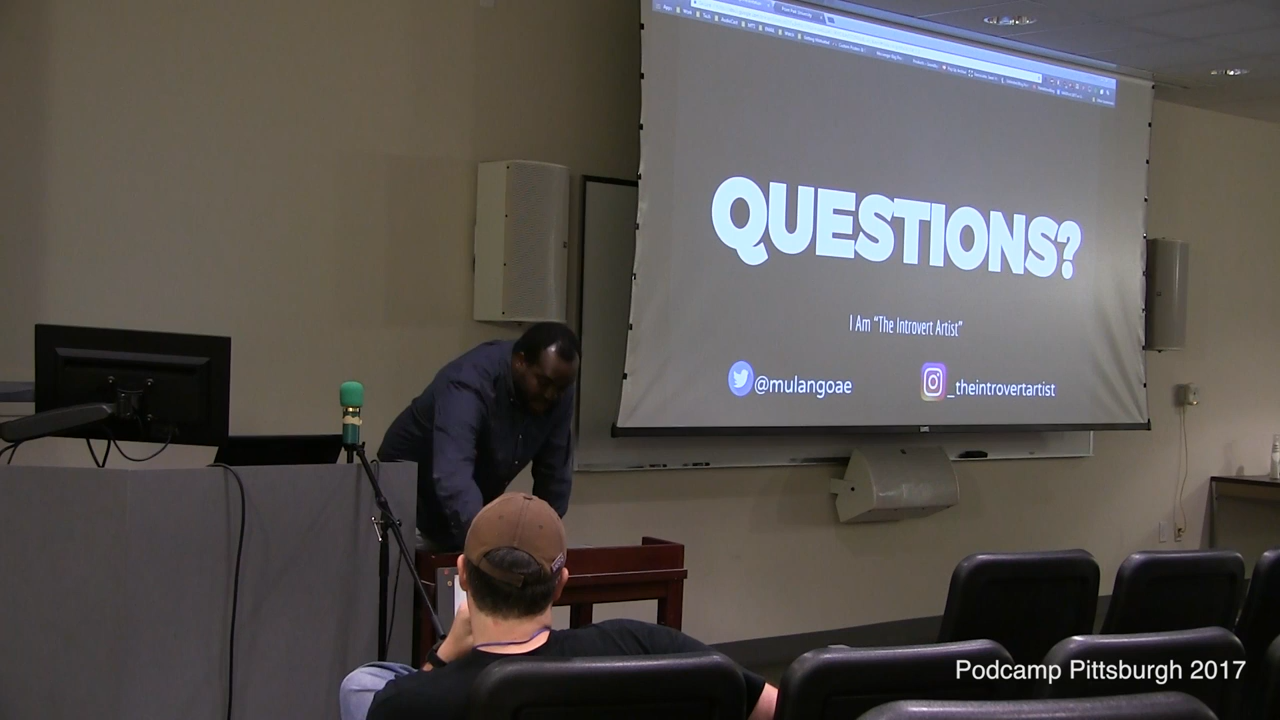 QUESTIONS?
I Am “The Introvert Artist”
@mulangoae
_theintrovertartist
Podcamp Pittsburgh 2017